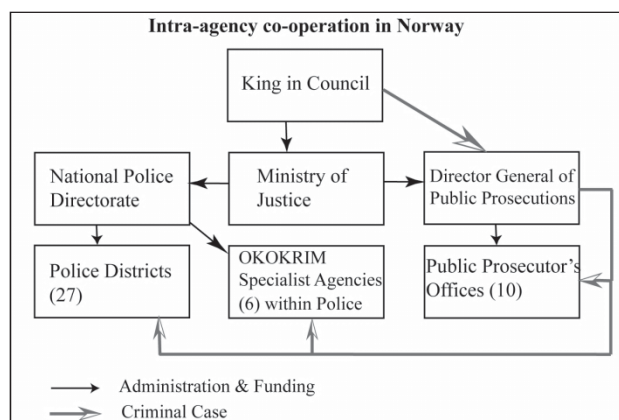 Intra-agency co-operation in Norway
King in Council
National Police
Directorate
Ministry of
Justice
Director General of
Public Prosecutions
Police Districts
(27)
OKOKRIM
Specialist Agencies
(6) within Police
Public Prosecutor's
Offices (10)
Administration & Funding
Criminal Case